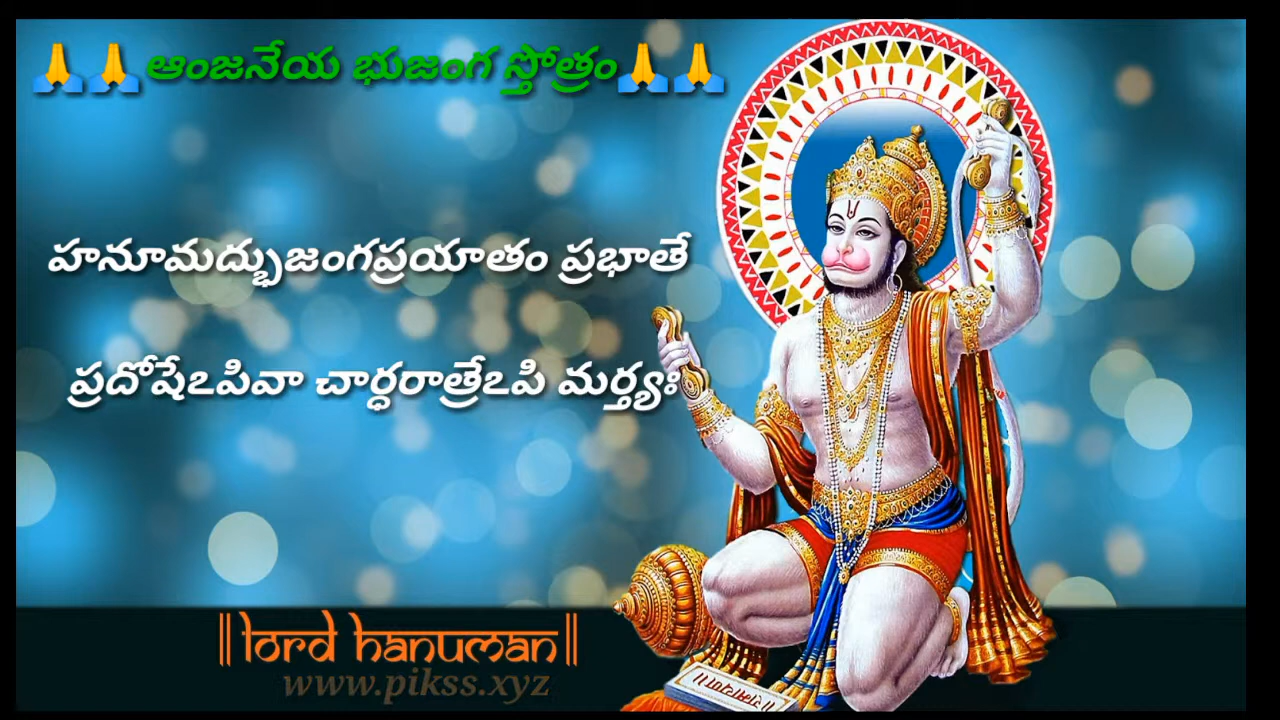 🙏🙏ఆంజనేయ భుజంగ స్తోత్రం🙏🙏
హనూమద్భుజంగప్రయాతం ప్రభాతే
ప్రదోషేఽపివా చార్ధరాత్రేఽపి మర్త్యః
॥lord hanuman॥
www.pikss.xyz